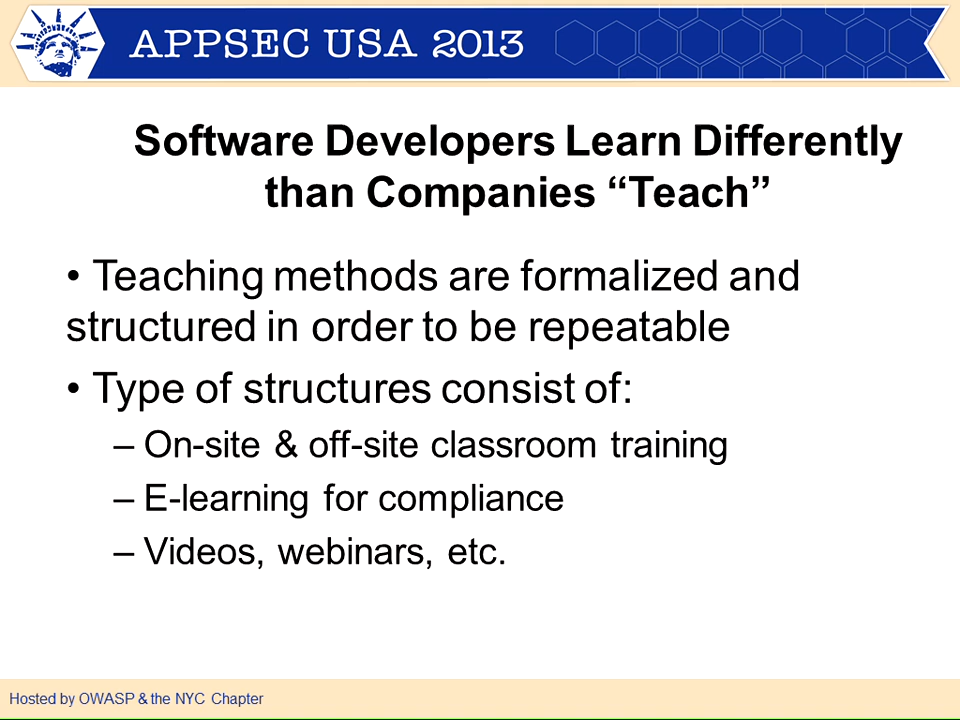 APPSEC USA 2013
Software Developers Learn Differently
than Companies “Teach”
• Teaching methods are formalized and
structured in order to be repeatable
• Type of structures consist of:
– On-site & off-site classroom training
– E-learning for compliance
– Videos, webinars, etc.
Hosted by OWASP & the NYC Chapter